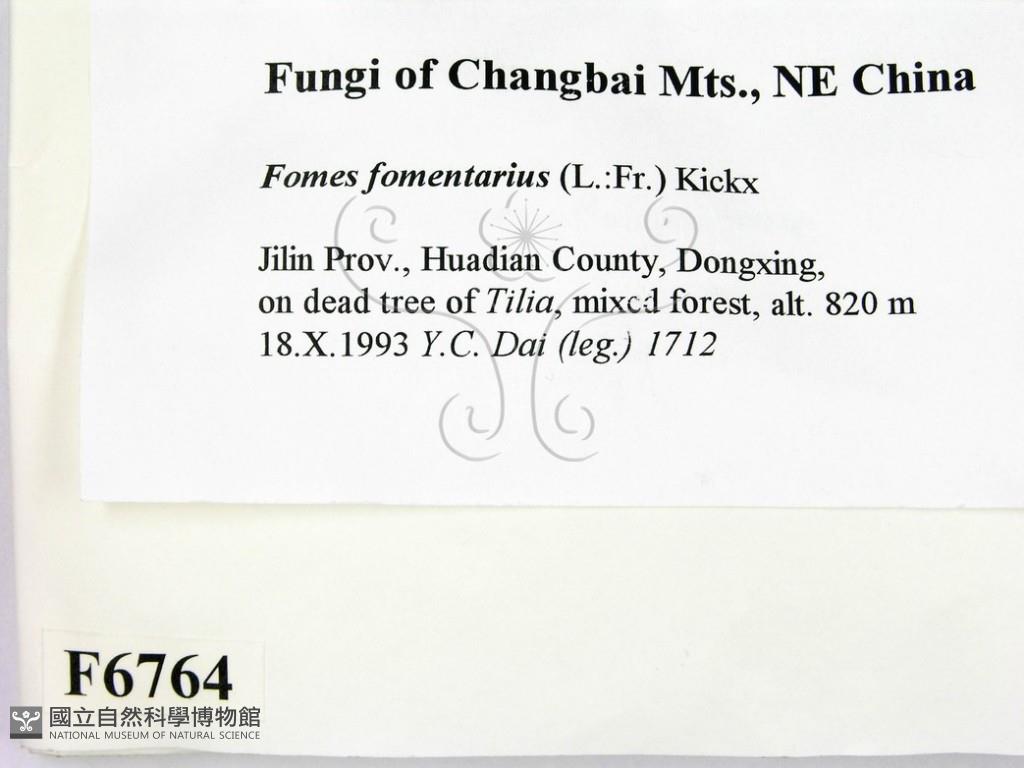 Fungi of Changbai Mts., NE China
Fomes fomentarius (L.:Fr.) Kickx
Jilin Prov., Huadian County, Dongxing,
on dead tree of Tilia, mixed forest, alt. 820 m
18.X.1993 Y.C. Dai (leg.) 1712
F6764
國立自然科學博物館
NATIONAL MUSEUM OF NATURAL SCIENCE